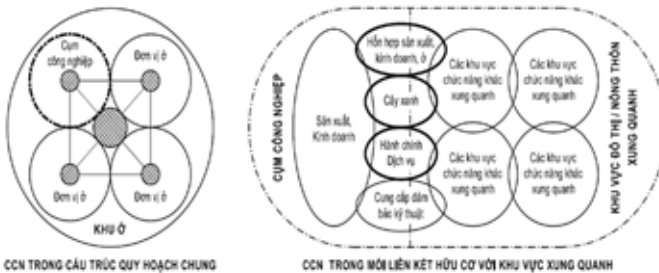 Cụm
công nghiệp
Đơn vị ở
Đơn vị ở
Đơn vị ở
KHU Ở
CCN TRONG CẤU TRÚC QUY HOẠCH CHUNG
CỤM CÔNG NGHIỆP
Sản xuất,
Kinh doanh
Hỗn hợp sản xuất,
kinh doanh, ở
Cây xanh
Hành chính
Dịch vụ
Cung cấp đảm
bảo kỹ thuật
Các khu vực
chức năng khác
xung quanh
Các khu vực
chức năng khác
xung quanh
Các khu vực
chức năng khác
xung quanh
Các khu vực
chức năng khác
xung quanh
KHU VỰC ĐÔ THỊ / NÔNG THÔN
XUNG QUANH
CCN TRONG MỐI LIÊN KẾT HỮU CƠ VỚI KHU VỰC XUNG QUANH